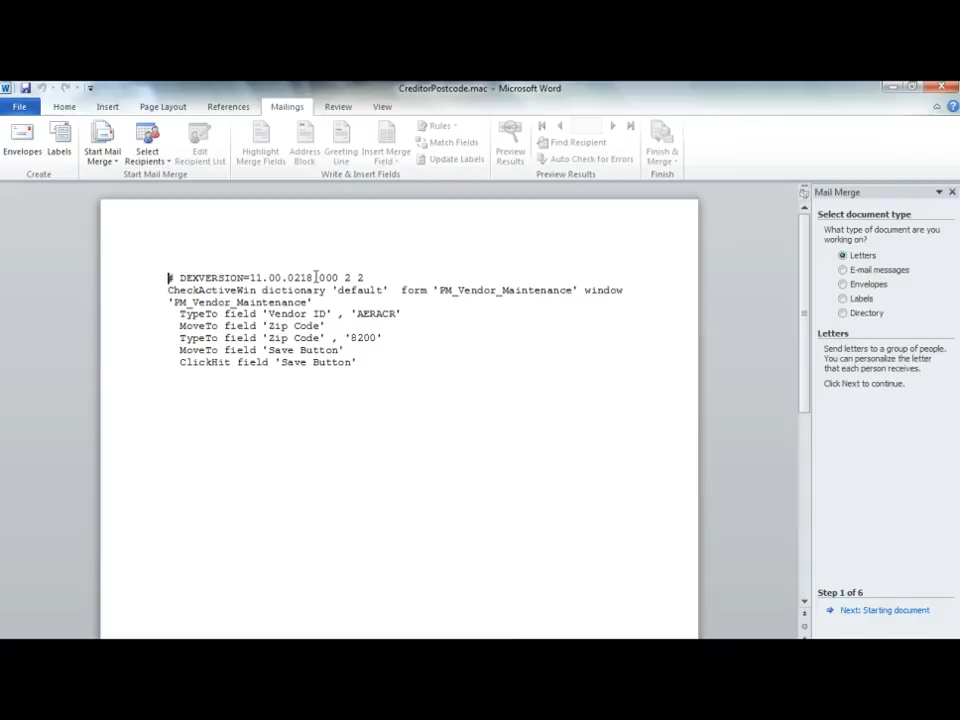 CreditorPostcode.mac - Microsoft Word
File Home Insert Page Layout References Mailings Review View
Envelopes Labels Start Mail Merge Select Recipients Edit Recipient List Highlight Merge Fields Address Block Greeting Line Insert Merge Field Rules Match Fields Update Labels Preview Results Find Recipient Auto Check for Errors Finish & Merge
Create Start Mail Merge Write & Insert Fields Preview Results Finish
# DEXVERSION=11.00.0218.000 2 2
CheckActiveWin dictionary 'default' form 'PM_Vendor_Maintenance' window
'PM_Vendor_Maintenance'
TypeTo field 'Vendor ID' , 'AERACR'
MoveTo field 'Zip Code'
TypeTo field 'Zip Code' , '8200'
MoveTo field 'Save Button'
ClickHit field 'Save Button'
Mail Merge
Select document type
What type of document are you
working on?
Letters
E-mail messages
Envelopes
Labels
Directory
Letters
Send letters to a group of people.
You can personalize the letter
that each person receives.
Click Next to continue.
Step 1 of 6
Next: Starting document